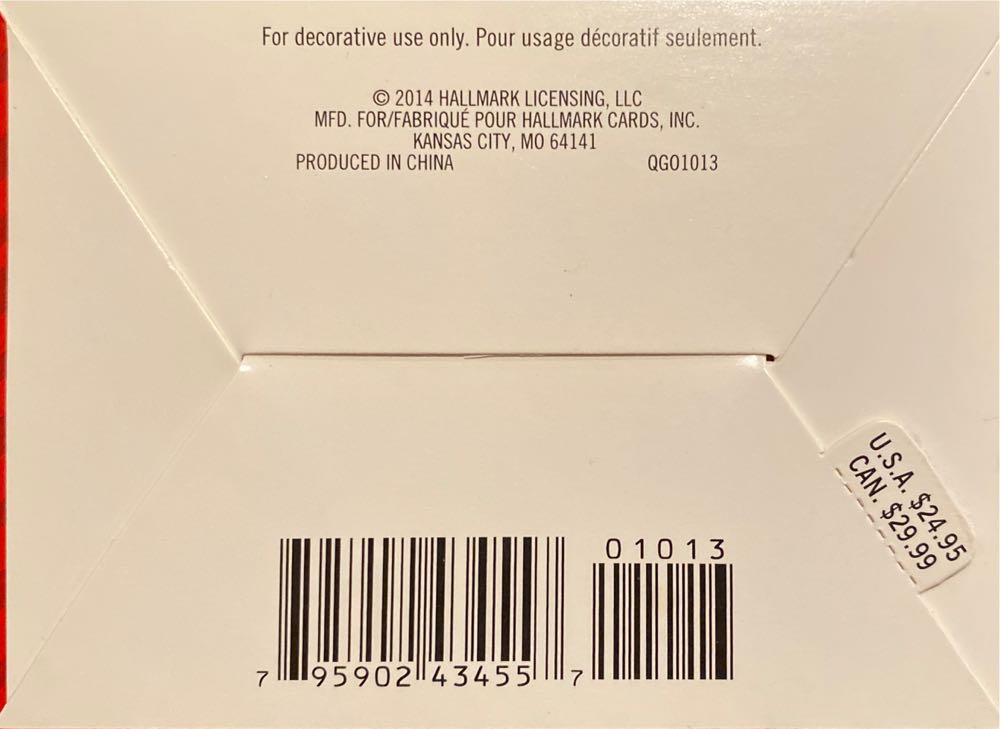 For decorative use only. Pour usage décoratif seulement.
© 2014 HALLMARK LICENSING, LLC
MFD. FOR/FABRIQUÉ POUR HALLMARK CARDS, INC.
KANSAS CITY, MO 64141
PRODUCED IN CHINA QGO1013
U.S.A. $24.95
CAN. $29.99
01013
7 95902 43455 7